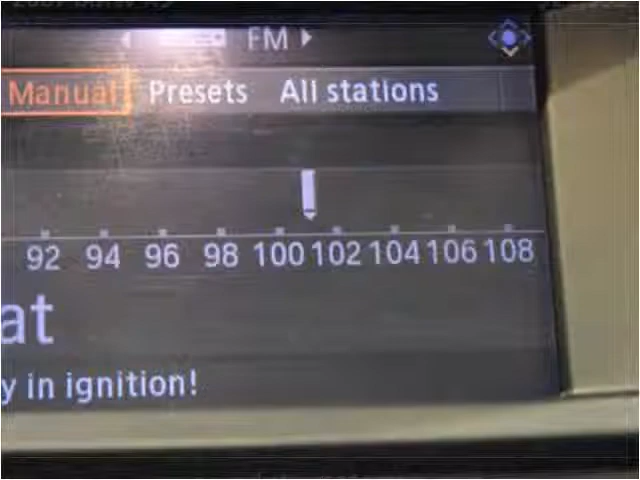 FM
Manual Presets All stations
92 94 96 98 100 102 104 106 108
at
y in ignition!